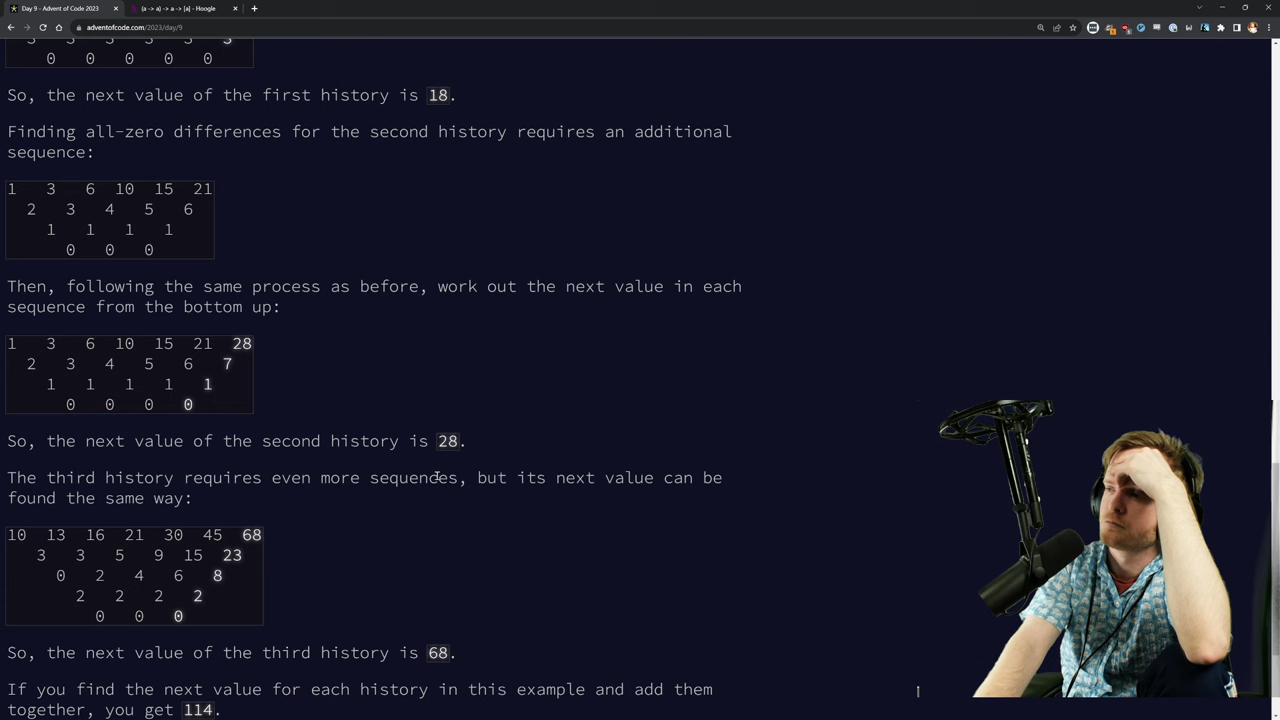 Day 9 - Advent of Code 2023
(a -> a) -> a -> [a] - Hoogle
adventofcode.com/2023/day/9
3 3 3 3 3 3
0 0 0 0 0
So, the next value of the first history is 18.
Finding all-zero differences for the second history requires an additional
sequence:
1 3 6 10 15 21
2 3 4 5 6
1 1 1 1
0 0 0
Then, following the same process as before, work out the next value in each
sequence from the bottom up:
1 3 6 10 15 21 28
2 3 4 5 6 7
1 1 1 1 1
0 0 0 0
So, the next value of the second history is 28.
The third history requires even more sequences, but its next value can be
found the same way:
10 13 16 21 30 45 68
3 3 5 9 15 23
0 2 4 6 8
2 2 2 2
0 0 0
So, the next value of the third history is 68.
If you find the next value for each history in this example and add them
together, you get 114.